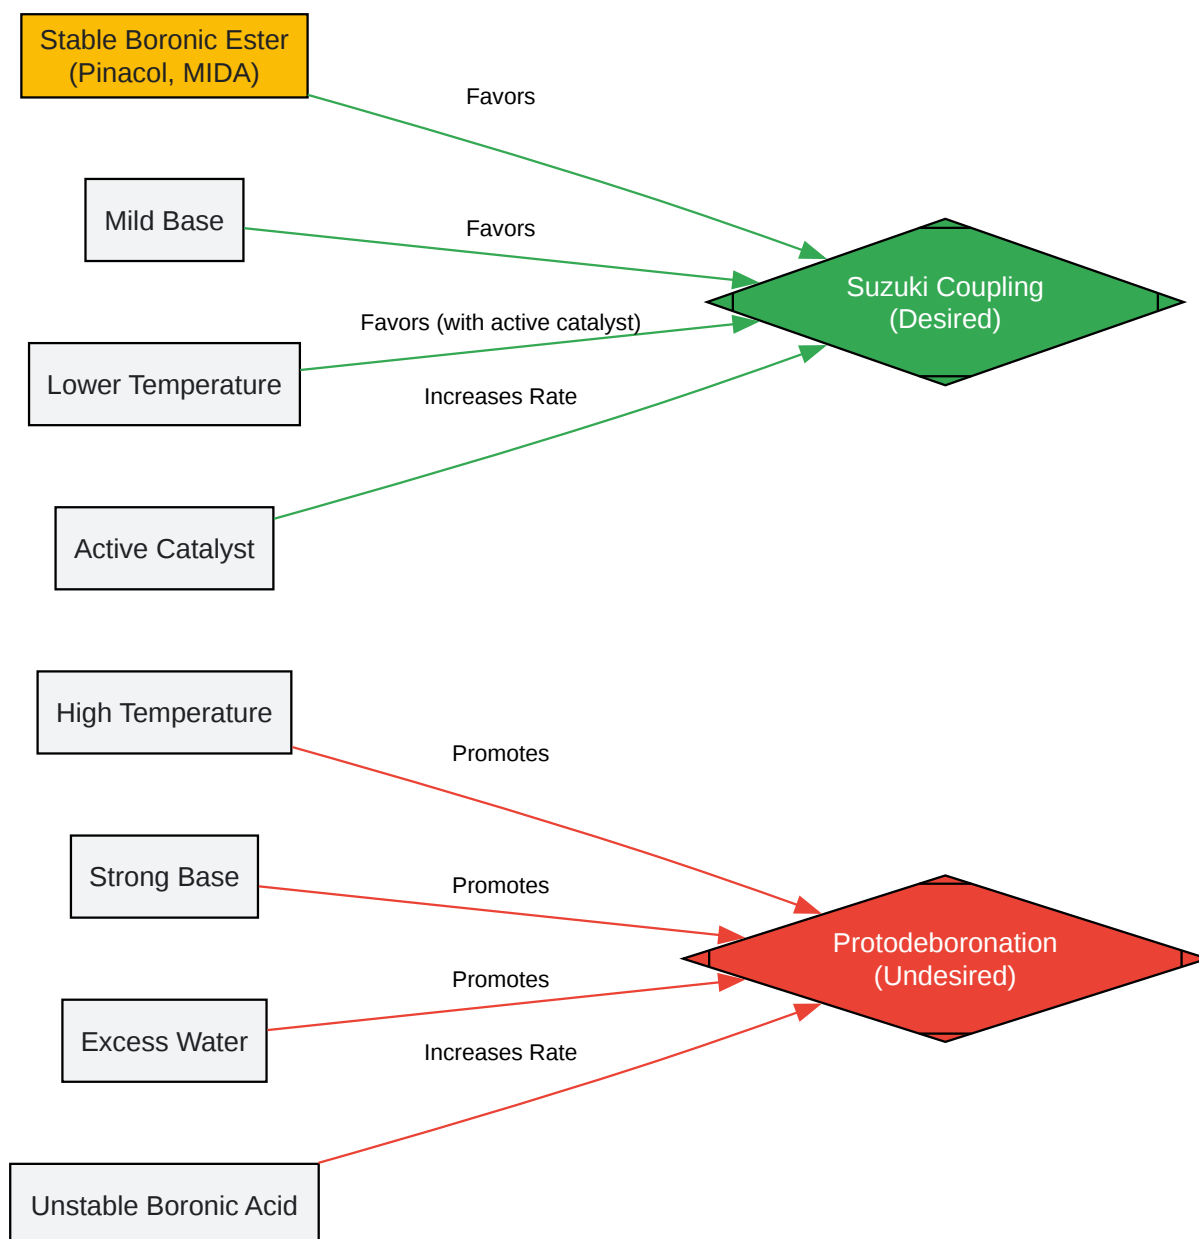 Stable Boronic Ester
(Pinacol, MIDA)
Favors
Mild Base
Favors
Suzuki Coupling
(Desired)
Favors (with active catalyst)
Lower Temperature
Increases Rate
Active Catalyst
High Temperature
Promotes
Strong Base
Promotes
Protodeboronation
(Undesired)
Promotes
Excess Water
Increases Rate
Unstable Boronic Acid